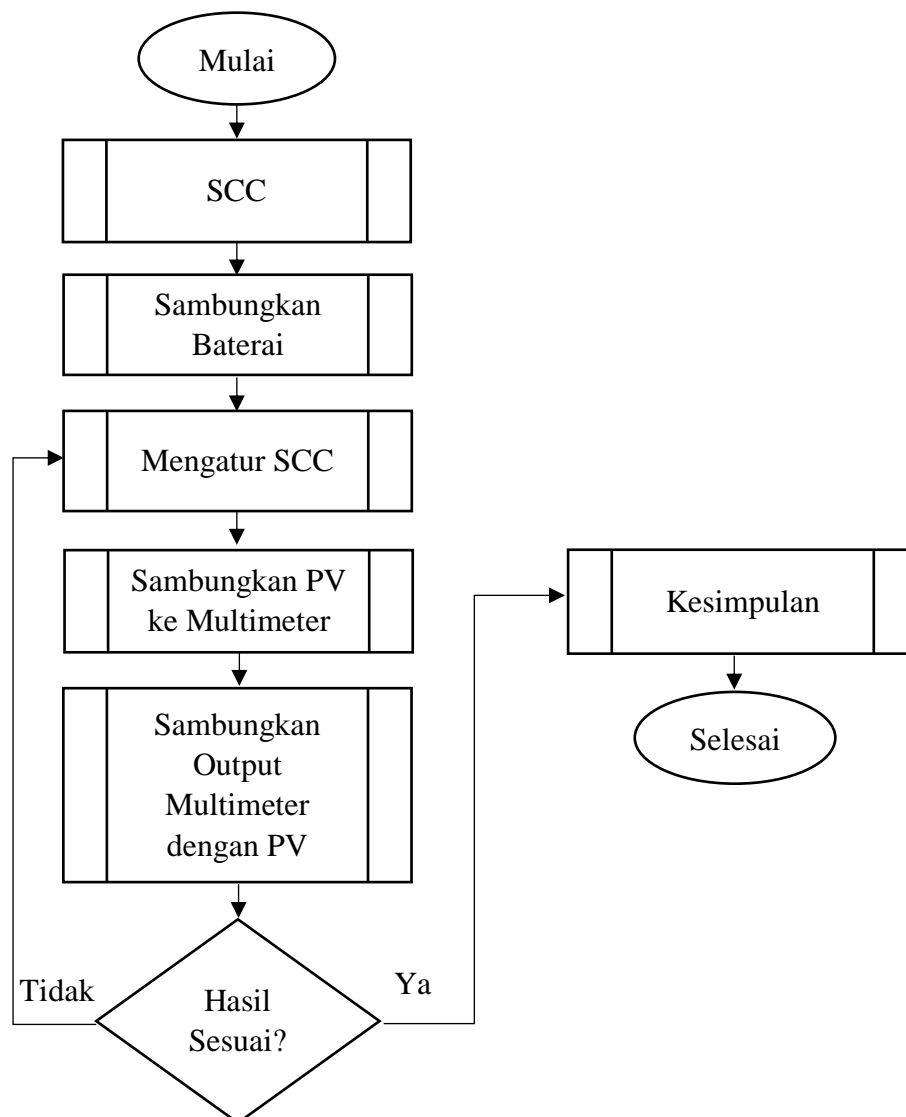 Mulai
SCC
Sambungkan
Baterai
Mengatur SCC
Sambungkan PV
ke Multimeter
Sambungkan
Output
Multimeter
dengan PV
Hasil
Sesuai?
Tidak
Ya
Kesimpulan
Selesai